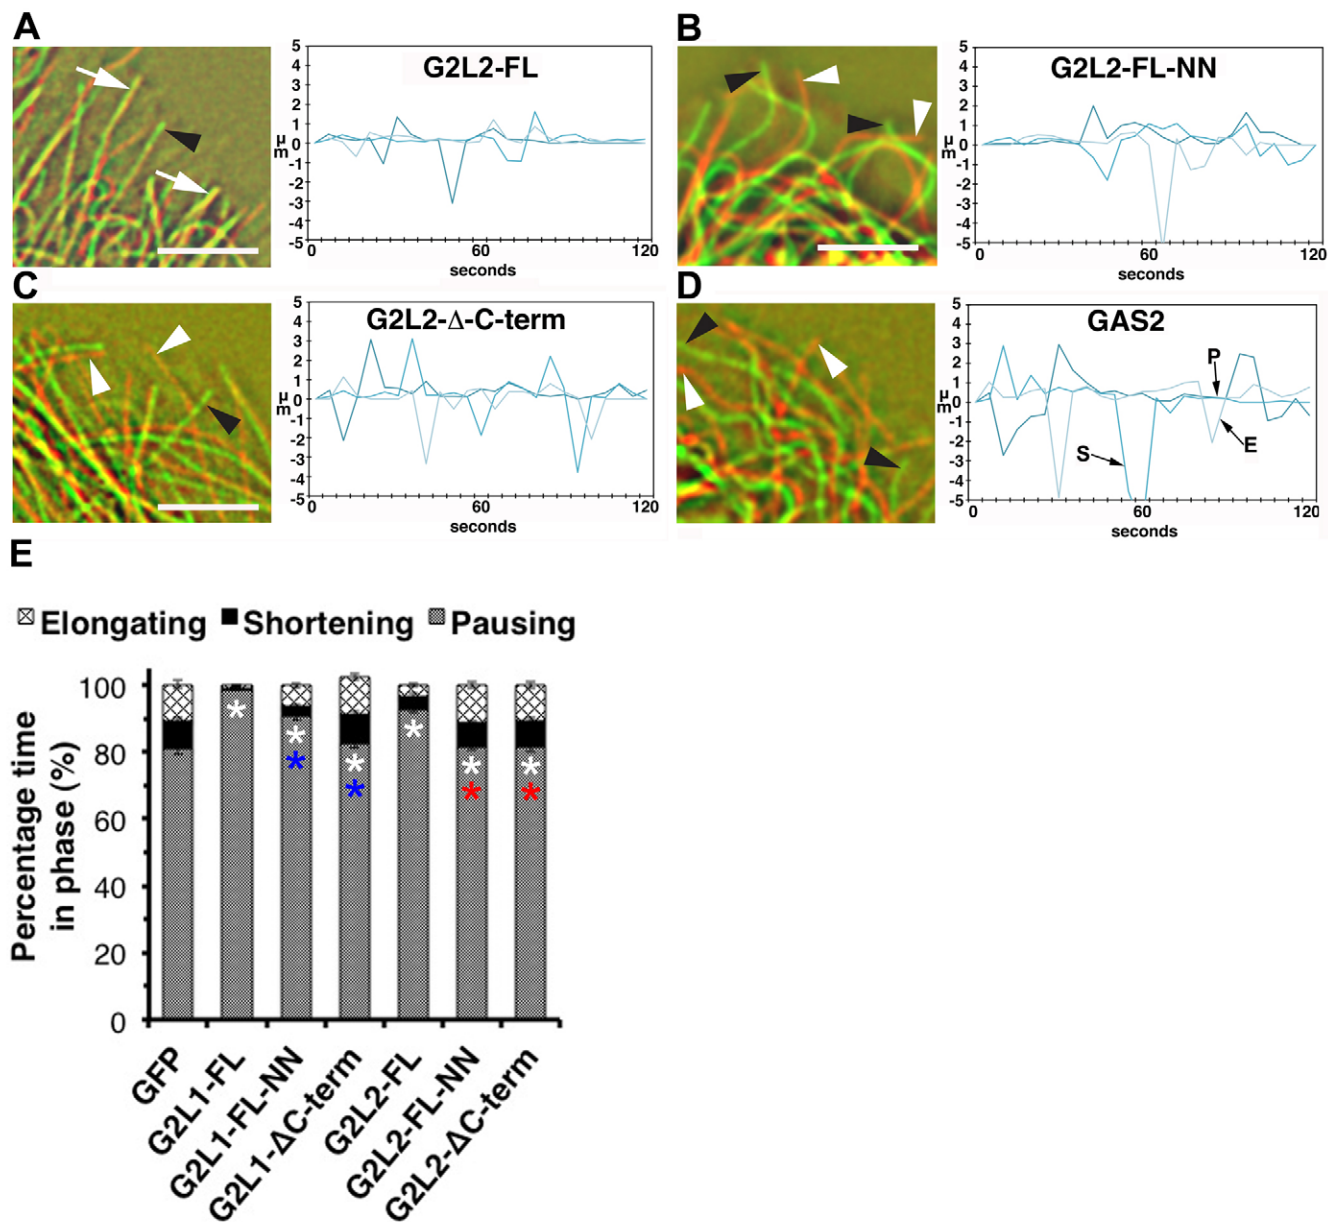 A
G2L2-FL
5
4
3
2
1
0
-1
-2
-3
-4
-5
µm
0 60 120
seconds
B
G2L2-FL-NN
5
4
3
2
1
0
-1
-2
-3
-4
-5
µm
0 60 120
seconds
C
G2L2-Δ-C-term
5
4
3
2
1
0
-1
-2
-3
-4
-5
µm
0 60 120
seconds
D
GAS2
5
4
3
2
1
0
-1
-2
-3
-4
-5
µm
P
E
S
0 60 120
seconds
E
Elongating Shortening Pausing
Percentage time
in phase (%)
100
80
60
40
20
0
* * * * * * *
* * * *
GFP
G2L1-FL
G2L1-FL-NN
G2L1-ΔC-term
G2L2-FL
G2L2-FL-NN
G2L2-ΔC-term